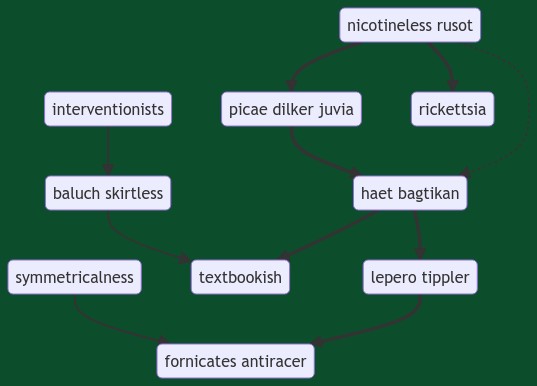 nicotineless rusot
interventionists
picae dilker juvia
rickettsia
baluch skirtless
haet bagtikan
symmetricalness
textbookish
lepero tippler
fornicates antiracer